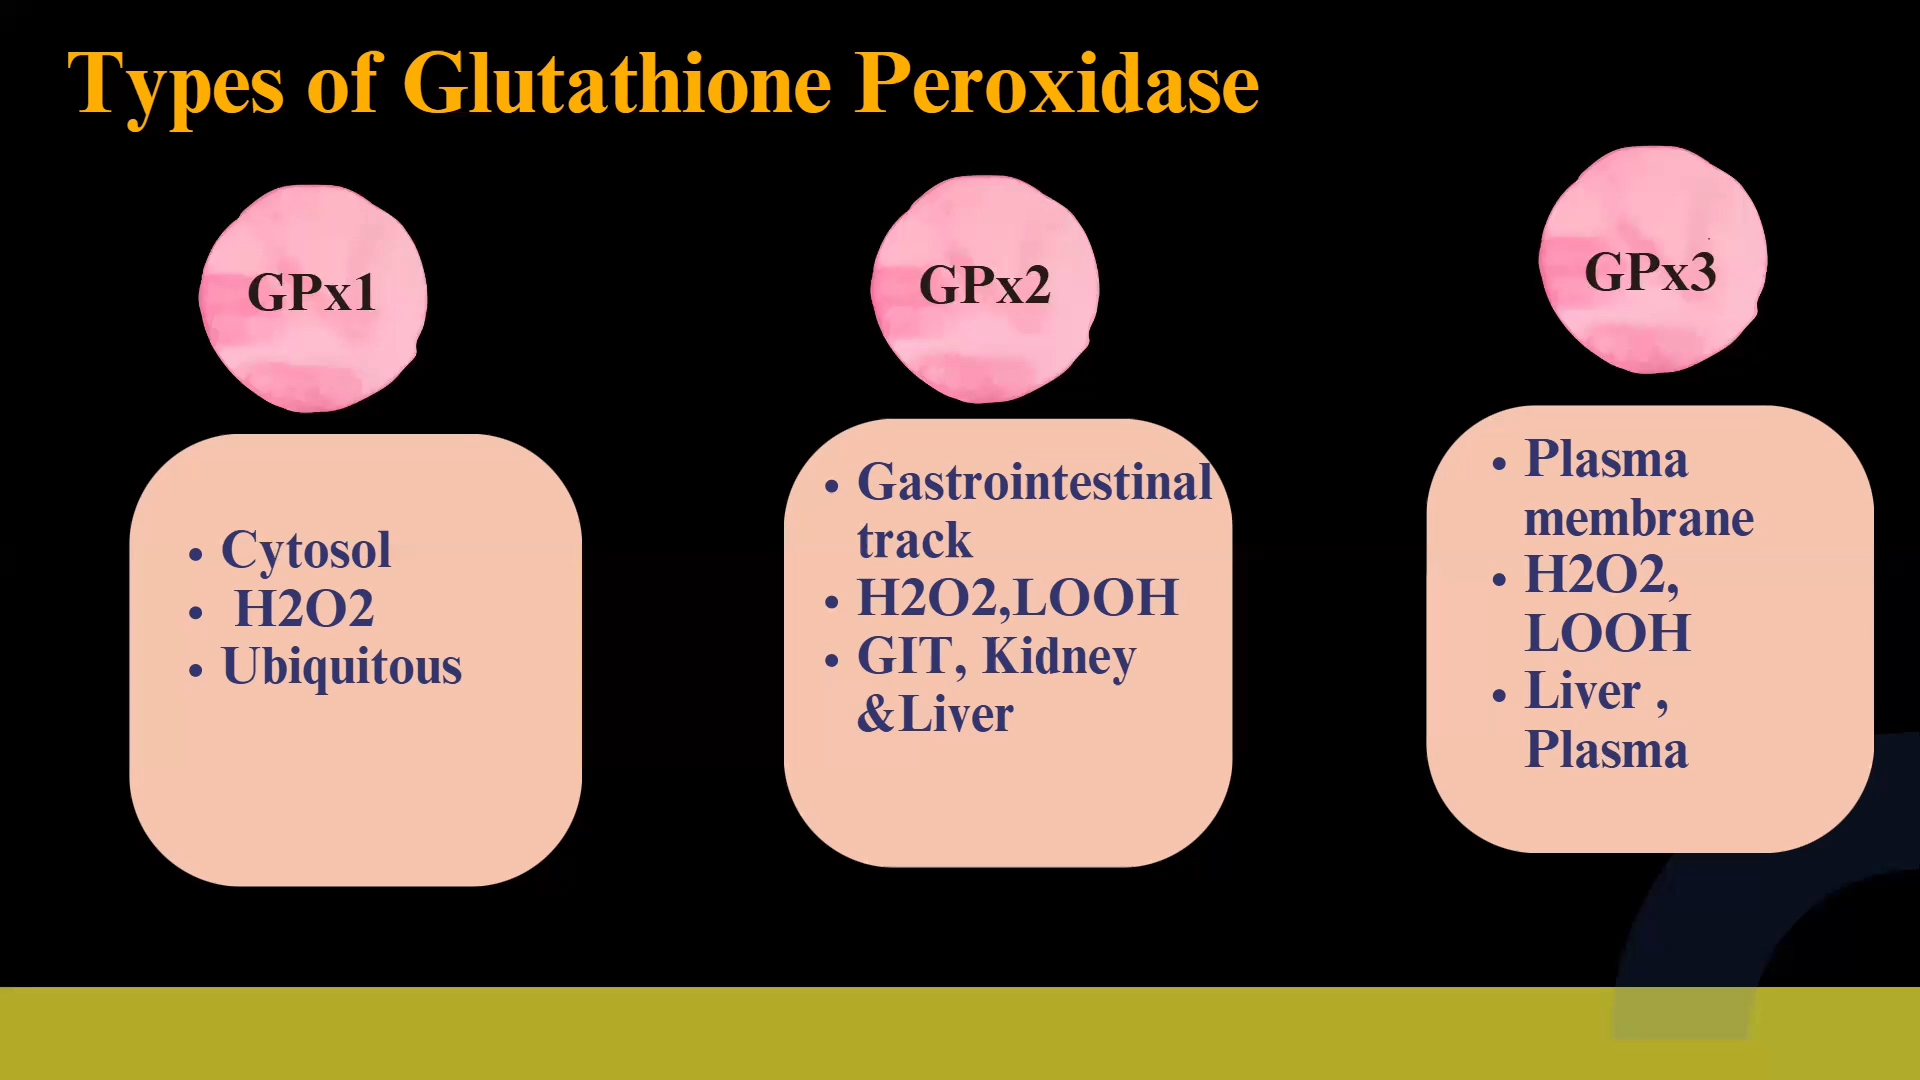 Types of Glutathione Peroxidase
GPx1
• Cytosol
• H2O2
• Ubiquitous
GPx2
• Gastrointestinal
track
• H2O2,LOOH
• GIT, Kidney
&Liver
GPx3
• Plasma
membrane
• H2O2,
LOOH
• Liver ,
Plasma